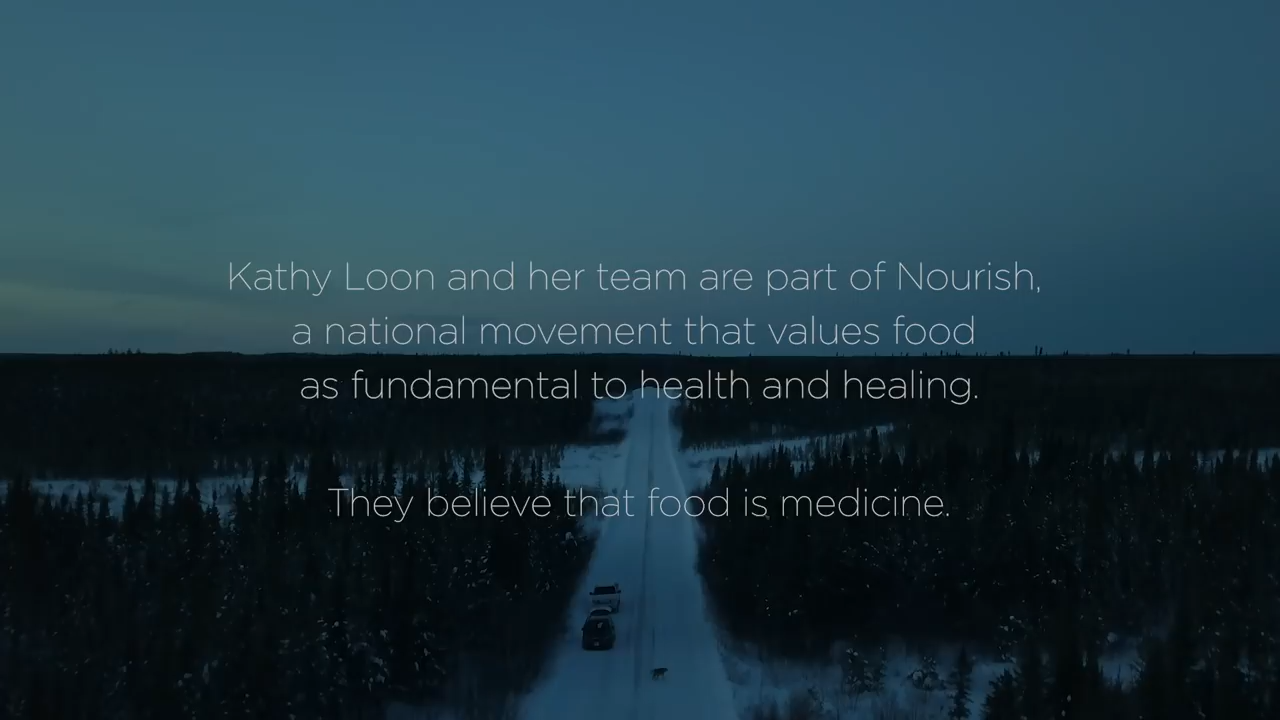 Kathy Loon and her team are part of Nourish,
a national movement that values food
as fundamental to health and healing.
They believe that food is medicine.